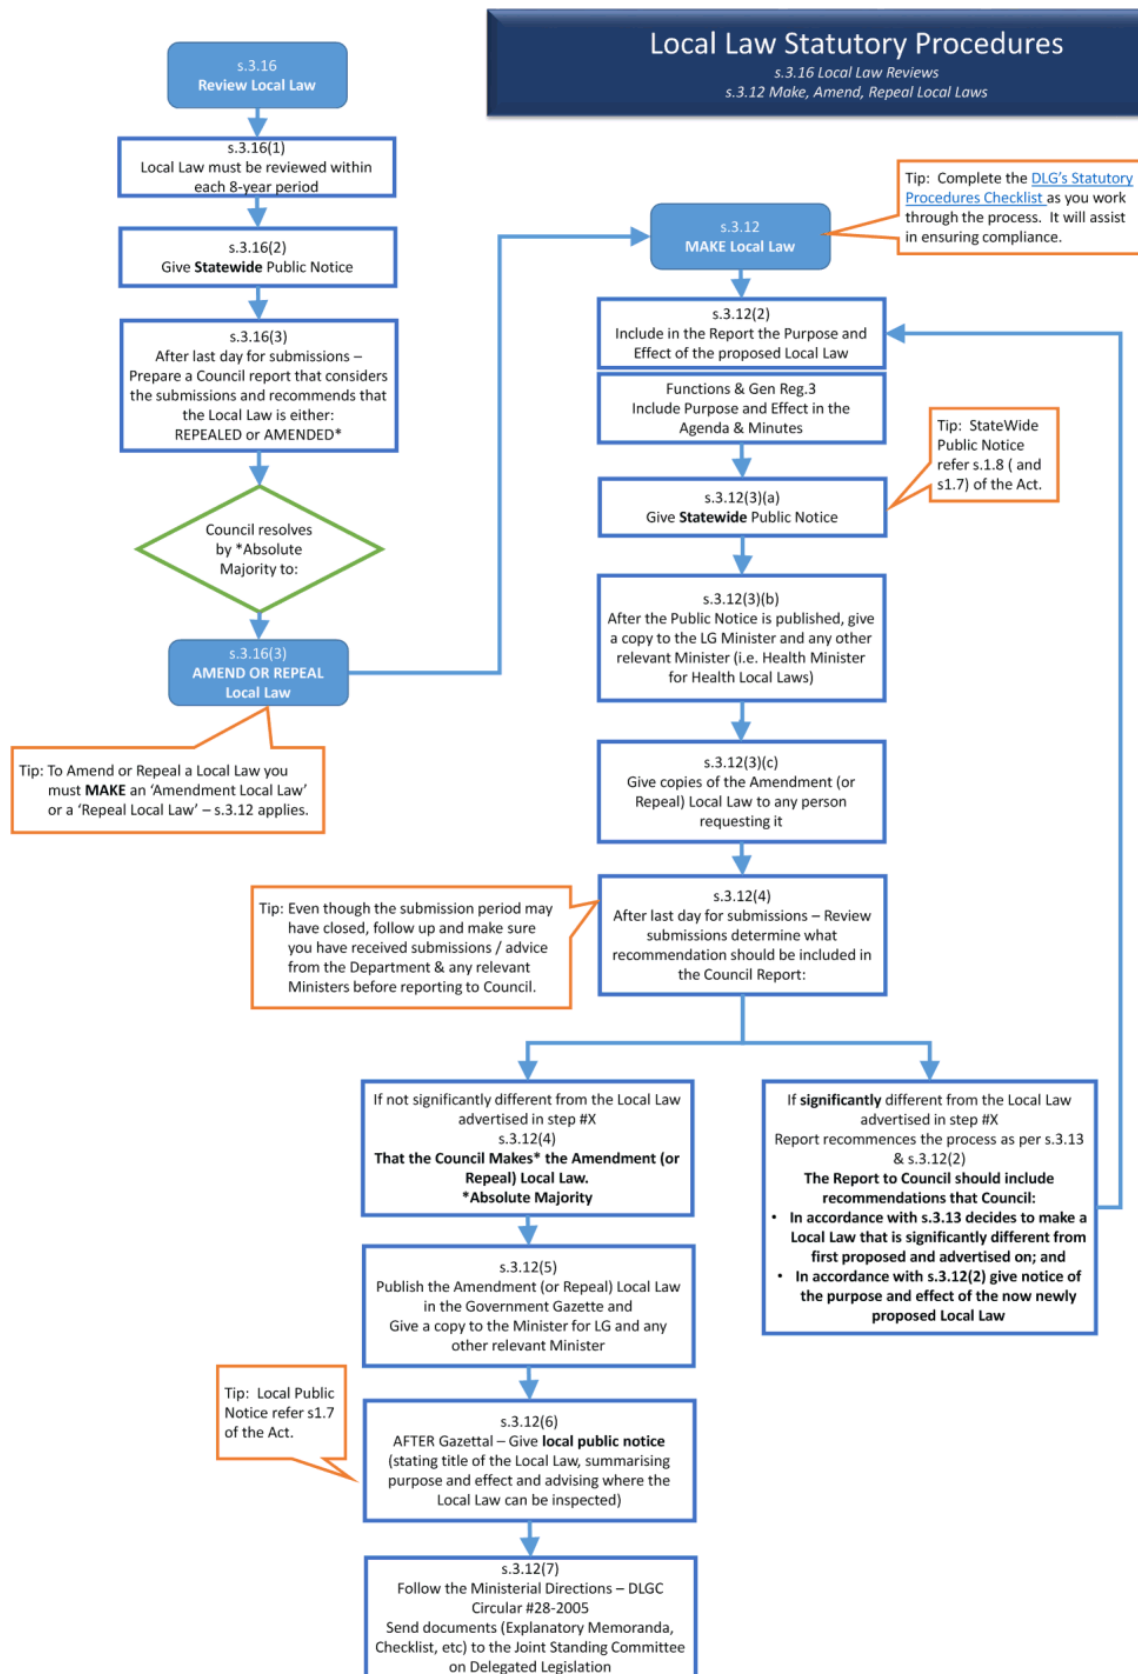 Local Law Statutory Procedures
s.3.16 Local Law Reviews
s.3.12 Make, Amend, Repeal Local Laws
s.3.16
Review Local Law
s.3.16(1)
Local Law must be reviewed within
each 8-year period
s.3.16(2)
Give Statewide Public Notice
s.3.16(3)
After last day for submissions –
Prepare a Council report that considers
the submissions and recommends that
the Local Law is either:
REPEALED or AMENDED*
Council resolves
by *Absolute
Majority to:
s.3.16(3)
AMEND OR REPEAL
Local Law
Tip: To Amend or Repeal a Local Law you
must MAKE an ‘Amendment Local Law’
or a ‘Repeal Local Law’ – s.3.12 applies.
s.3.12
MAKE Local Law
Tip: Complete the DLG’s Statutory
Procedures Checklist as you work
through the process. It will assist
in ensuring compliance.
s.3.12(2)
Include in the Report the Purpose and
Effect of the proposed Local Law
Functions & Gen Reg.3
Include Purpose and Effect in the
Agenda & Minutes
Tip: StateWide
Public Notice
refer s.1.8 ( and
s1.7) of the Act.
s.3.12(3)(a)
Give Statewide Public Notice
s.3.12(3)(b)
After the Public Notice is published, give
a copy to the LG Minister and any other
relevant Minister (i.e. Health Minister
for Health Local Laws)
s.3.12(3)(c)
Give copies of the Amendment (or
Repeal) Local Law to any person
requesting it
Tip: Even though the submission period may
have closed, follow up and make sure
you have received submissions / advice
from the Department & any relevant
Ministers before reporting to Council.
s.3.12(4)
After last day for submissions – Review
submissions determine what
recommendation should be included in
the Council Report:
If not significantly different from the Local Law
advertised in step #X
s.3.12(4)
That the Council Makes* the Amendment (or
Repeal) Local Law.
*Absolute Majority
If significantly different from the Local Law
advertised in step #X
Report recommences the process as per s.3.13
& s.3.12(2)
The Report to Council should include
recommendations that Council:
• In accordance with s.3.13 decides to make a
Local Law that is significantly different from
first proposed and advertised on; and
• In accordance with s.3.12(2) give notice of
the purpose and effect of the now newly
proposed Local Law
s.3.12(5)
Publish the Amendment (or Repeal) Local Law
in the Government Gazette and
Give a copy to the Minister for LG and any
other relevant Minister
Tip: Local Public
Notice refer s1.7
of the Act.
s.3.12(6)
AFTER Gazettal – Give local public notice
(stating title of the Local Law, summarising
purpose and effect and advising where the
Local Law can be inspected)
s.3.12(7)
Follow the Ministerial Directions – DLGC
Circular #28-2005
Send documents (Explanatory Memoranda,
Checklist, etc) to the Joint Standing Committee
on Delegated Legislation